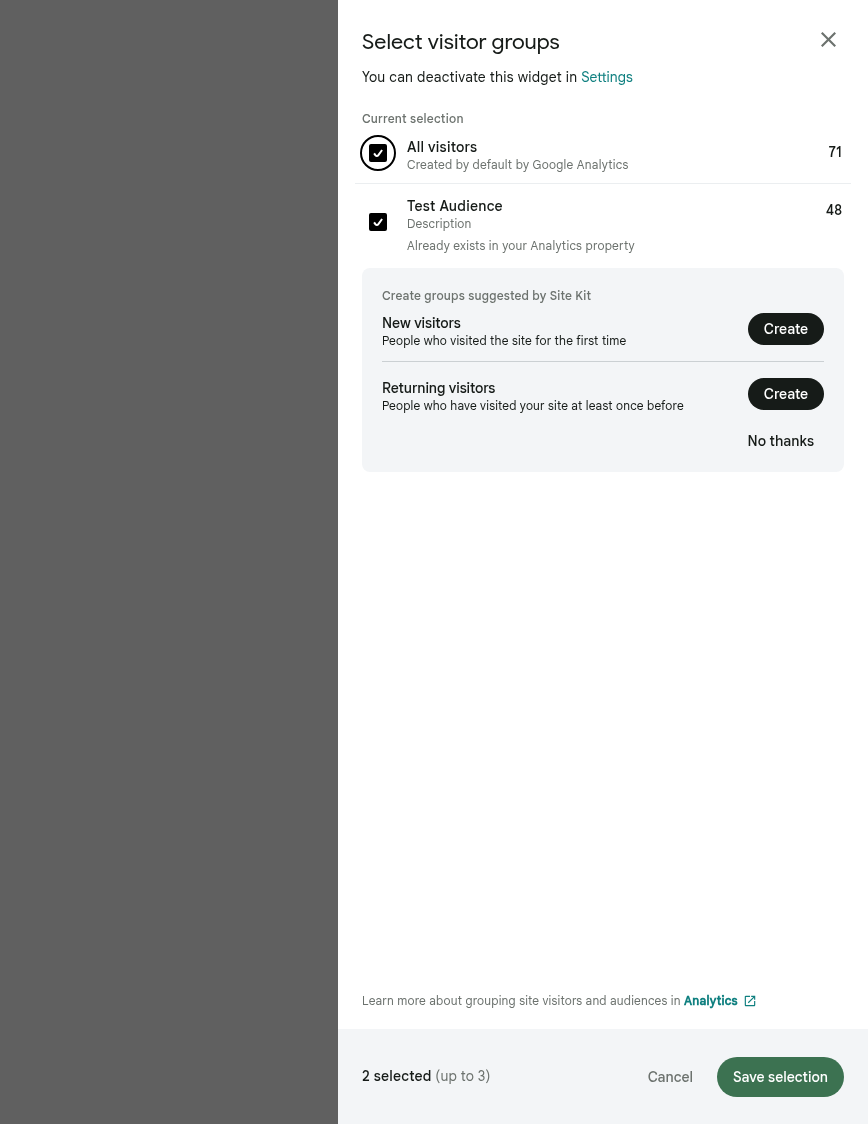 Select visitor groups
You can deactivate this widget in Settings
Current selection
All visitors
71
Created by default by Google Analytics
Test Audience
48
Description
Already exists in your Analytics property
Create groups suggested by Site Kit
New visitors
Create
People who visited the site for the first time
Returning visitors
Create
People who have visited your site at least once before
No thanks
Learn more about grouping site visitors and audiences in Analytics
2 selected (up to 3)
Cancel
Save selection